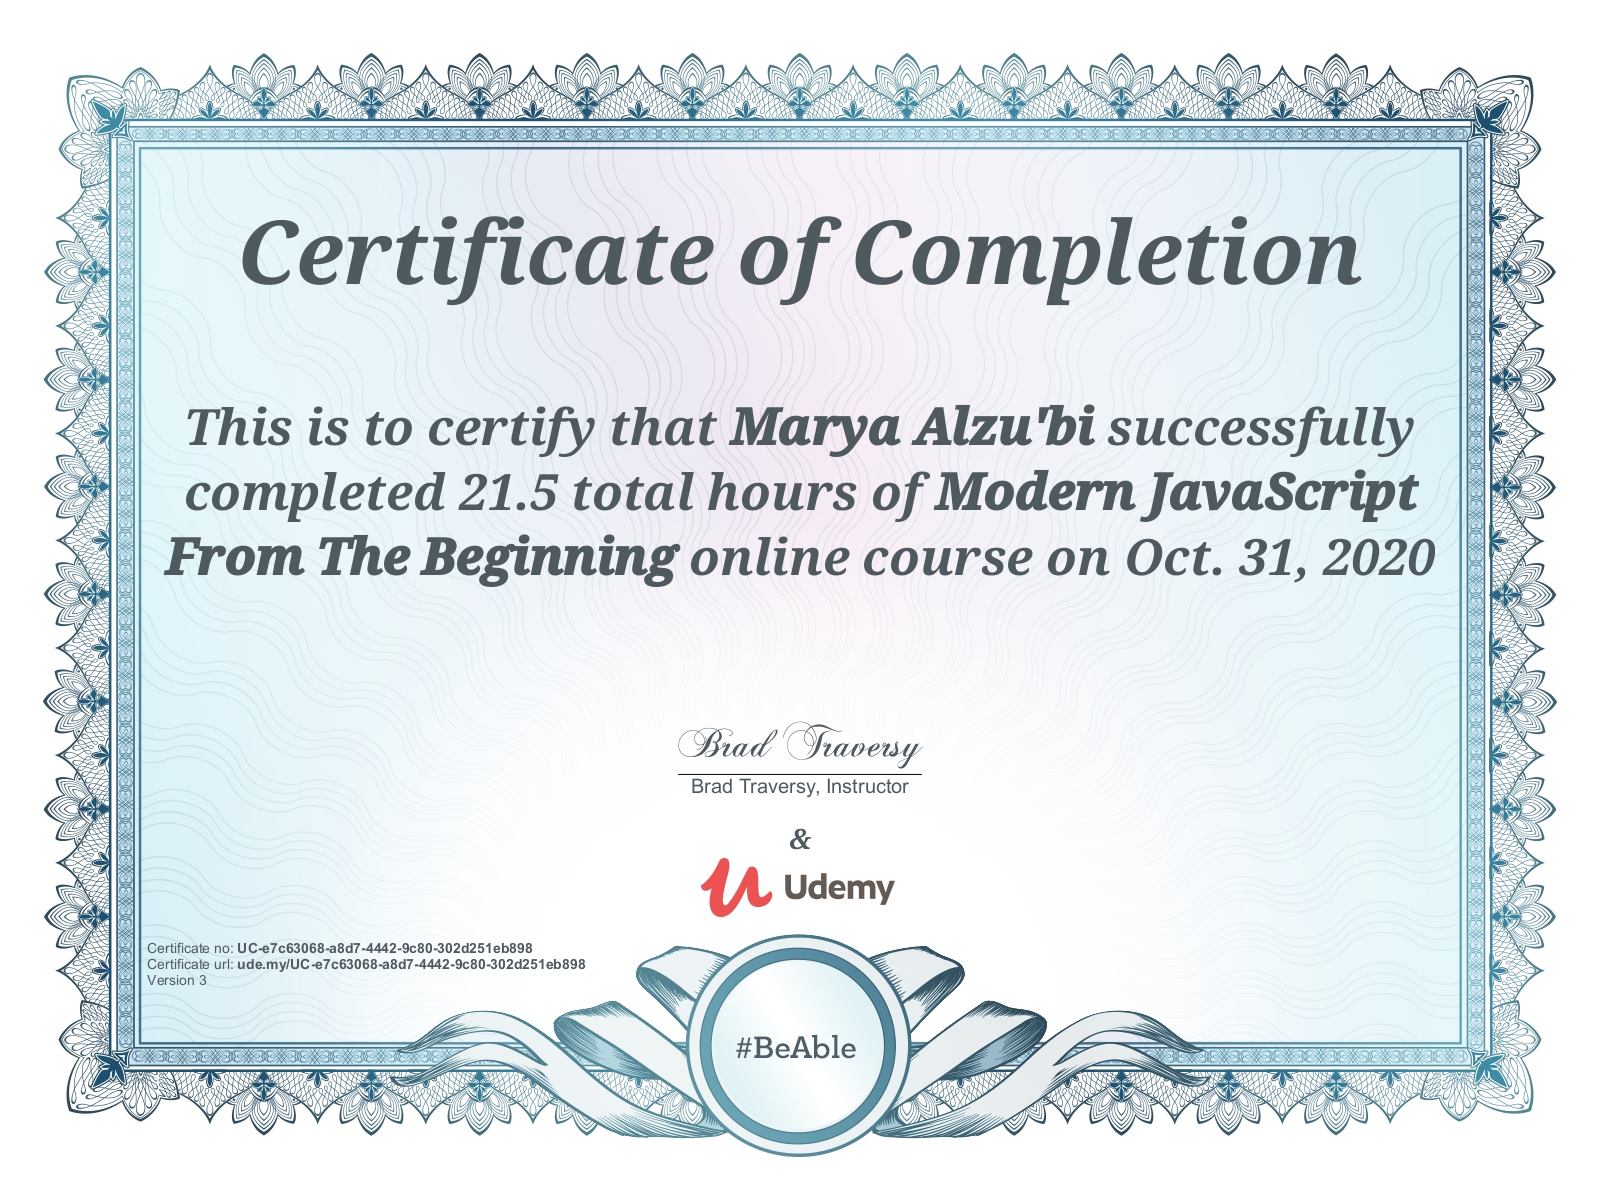 Certificate of Completion
This is to certify that Marya Alzu'bi successfully
completed 21.5 total hours of Modern JavaScript
From The Beginning online course on Oct. 31, 2020
Brad Traversy
Brad Traversy, Instructor
&
Udemy
Certificate no: UC-e7c63068-a8d7-4442-9c80-302d251eb898
Certificate url: ude.my/UC-e7c63068-a8d7-4442-9c80-302d251eb898
Version 3
#BeAble